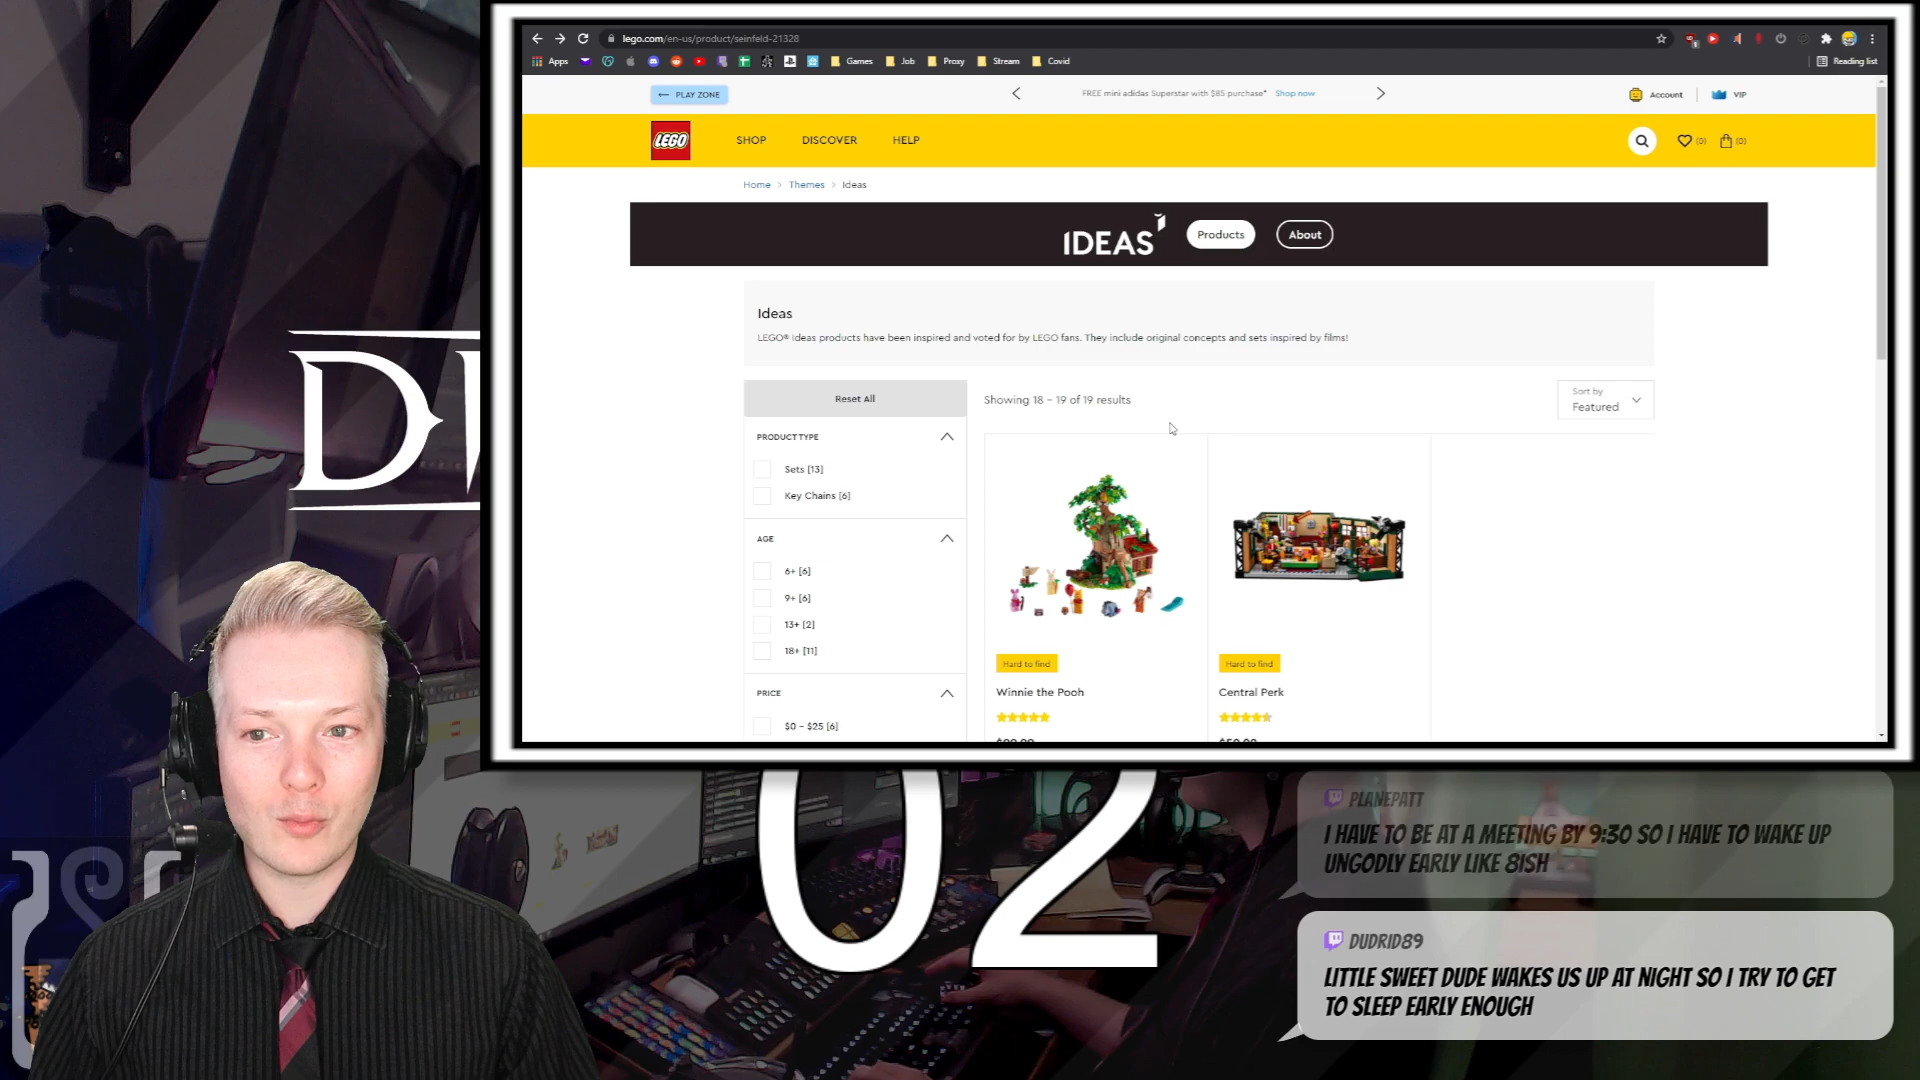 lego.com/en-us/product/seinfeld-21328
Apps
Games
Job
Proxy
Stream
Covid
Reading list
PLAY ZONE
FREE mini adidas Superstar with $85 purchase* Shop now
Account
VIP
LEGO
SHOP
DISCOVER
HELP
(0)
(0)
Home > Themes > Ideas
IDEAS
Products
About
Ideas
LEGO® Ideas products have been inspired and voted for by LEGO fans. They include original concepts and sets inspired by films!
Reset All
Showing 18 - 19 of 19 results
Sort by
Featured
PRODUCT TYPE
Sets [13]
Key Chains [6]
AGE
6+ [6]
9+ [6]
13+ [2]
18+ [11]
PRICE
$0 - $25 [6]
Hard to find
Winnie the Pooh
Hard to find
Central Perk
D
02
PLANEPATT
I HAVE TO BE AT A MEETING BY 9:30 SO I HAVE TO WAKE UP
UNGODLY EARLY LIKE 8ISH
DUDRID89
LITTLE SWEET DUDE WAKES US UP AT NIGHT SO I TRY TO GET
TO SLEEP EARLY ENOUGH